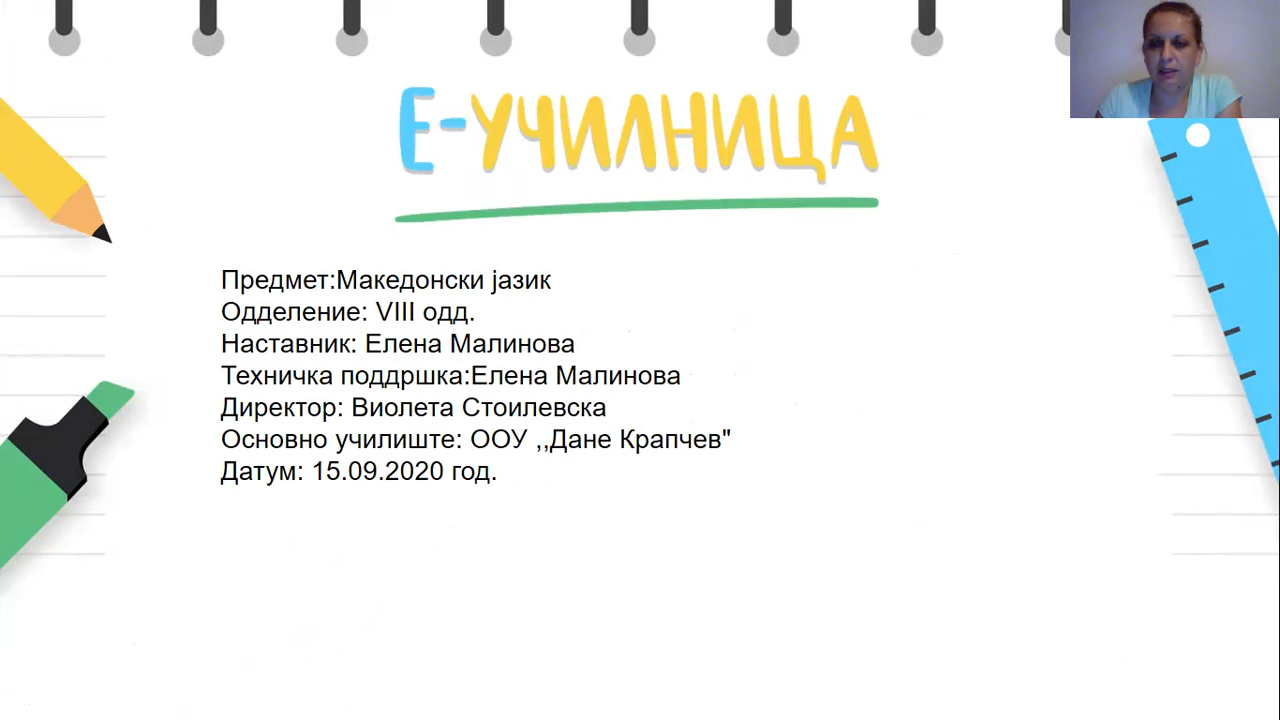 Е-УЧИЛНИЦА
Предмет:Македонски јазик
Одделение: VIII одд.
Наставник: Елена Малинова
Техничка поддршка:Елена Малинова
Директор: Виолета Стоилевска
Основно училиште: ООУ ,,Дане Крапчев"
Датум: 15.09.2020 год.